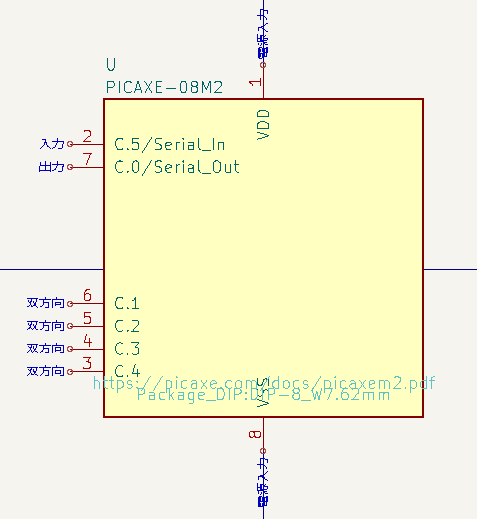 電源入力
U
1
PICAXE-08M2
VDD
入力 2 C.5/Serial_In
出力 7 C.0/Serial_Out
双方向 6 C.1
双方向 5 C.2
双方向 4 C.3
双方向 3 C.4
https://picaxe.com/docs/picaxem2.pdf
Package_DIP:DIP-8_W7.62mm
VSS
8
電源入力